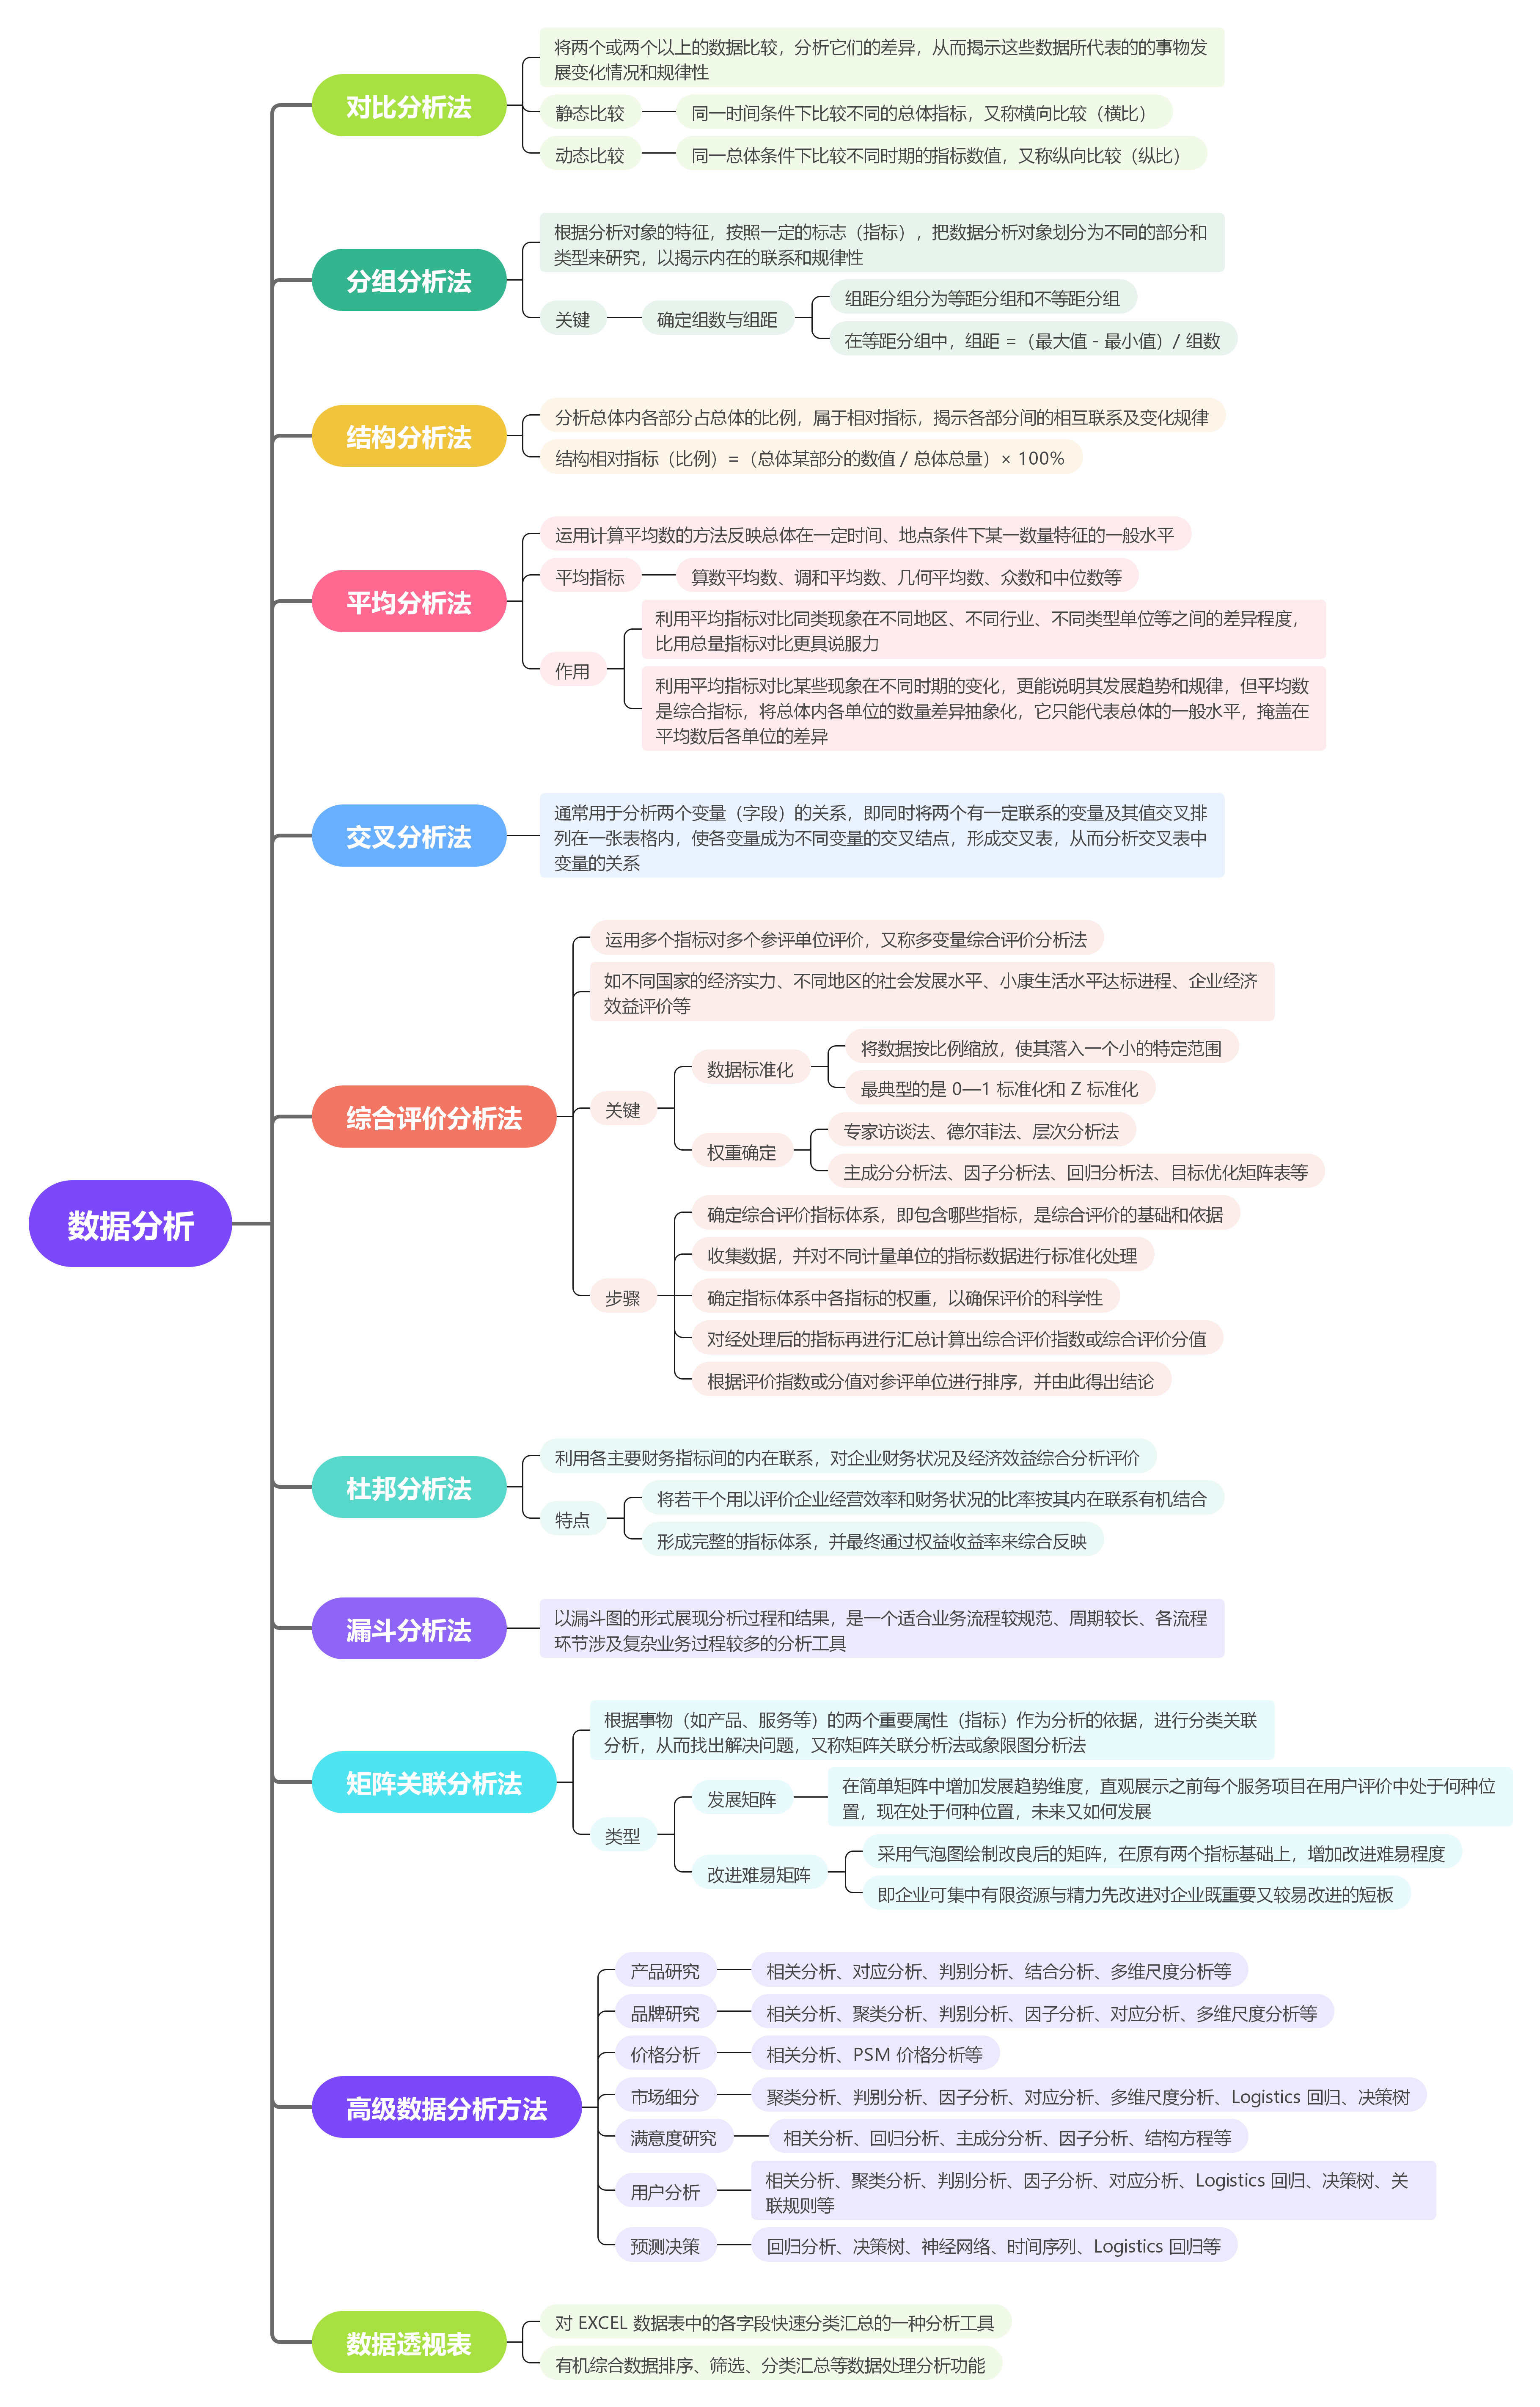 数据分析
对比分析法
将两个或两个以上的数据比较，分析它们的差异，从而揭示这些数据所代表的的事物发
展变化情况和规律性
静态比较
同一时间条件下比较不同的总体指标，又称横向比较（横比）
动态比较
同一总体条件下比较不同时期的指标数值，又称纵向比较（纵比）
分组分析法
根据分析对象的特征，按照一定的标志（指标），把数据分析对象划分为不同的部分和
类型来研究，以揭示内在的联系和规律性
关键
确定组数与组距
组距分组分为等距分组和不等距分组
在等距分组中，组距 =（最大值 - 最小值）/ 组数
结构分析法
分析总体内各部分占总体的比例，属于相对指标，揭示各部分间的相互联系及变化规律
结构相对指标（比例）=（总体某部分的数值 / 总体总量）× 100%
平均分析法
运用计算平均数的方法反映总体在一定时间、地点条件下某一数量特征的一般水平
平均指标
算数平均数、调和平均数、几何平均数、众数和中位数等
作用
利用平均指标对比同类现象在不同地区、不同行业、不同类型单位等之间的差异程度，
比用总量指标对比更具说服力
利用平均指标对比某些现象在不同时期的变化，更能说明其发展趋势和规律，但平均数
是综合指标，将总体内各单位的数量差异抽象化，它只能代表总体的一般水平，掩盖在
平均数后各单位的差异
交叉分析法
通常用于分析两个变量（字段）的关系，即同时将两个有一定联系的变量及其值交叉排
列在一张表格内，使各变量成为不同变量的交叉结点，形成交叉表，从而分析交叉表中
变量的关系
综合评价分析法
运用多个指标对多个参评单位评价，又称多变量综合评价分析法
如不同国家的经济实力、不同地区的社会发展水平、小康生活水平达标进程、企业经济
效益评价等
关键
数据标准化
将数据按比例缩放，使其落入一个小的特定范围
最典型的是 0—1 标准化和 Z 标准化
权重确定
专家访谈法、德尔菲法、层次分析法
主成分分析法、因子分析法、回归分析法、目标优化矩阵表等
步骤
确定综合评价指标体系，即包含哪些指标，是综合评价的基础和依据
收集数据，并对不同计量单位的指标数据进行标准化处理
确定指标体系中各指标的权重，以确保评价的科学性
对经处理后的指标再进行汇总计算出综合评价指数或综合评价分值
根据评价指数或分值对参评单位进行排序，并由此得出结论
杜邦分析法
利用各主要财务指标间的内在联系，对企业财务状况及经济效益综合分析评价
特点
将若干个用以评价企业经营效率和财务状况的比率按其内在联系有机结合
形成完整的指标体系，并最终通过权益收益率来综合反映
漏斗分析法
以漏斗图的形式展现分析过程和结果，是一个适合业务流程较规范、周期较长、各流程
环节涉及复杂业务过程较多的分析工具
矩阵关联分析法
根据事物（如产品、服务等）的两个重要属性（指标）作为分析的依据，进行分类关联
分析，从而找出解决问题，又称矩阵关联分析法或象限图分析法
类型
发展矩阵
在简单矩阵中增加发展趋势维度，直观展示之前每个服务项目在用户评价中处于何种位
置，现在处于何种位置，未来又如何发展
改进难易矩阵
采用气泡图绘制改良后的矩阵，在原有两个指标基础上，增加改进难易程度
即企业可集中有限资源与精力先改进对企业既重要又较易改进的短板
高级数据分析方法
产品研究
相关分析、对应分析、判别分析、结合分析、多维尺度分析等
品牌研究
相关分析、聚类分析、判别分析、因子分析、对应分析、多维尺度分析等
价格分析
相关分析、PSM 价格分析等
市场细分
聚类分析、判别分析、因子分析、对应分析、多维尺度分析、Logistics 回归、决策树
满意度研究
相关分析、回归分析、主成分分析、因子分析、结构方程等
用户分析
相关分析、聚类分析、判别分析、因子分析、对应分析、Logistics 回归、决策树、关
联规则等
预测决策
回归分析、决策树、神经网络、时间序列、Logistics 回归等
数据透视表
对 EXCEL 数据表中的各字段快速分类汇总的一种分析工具
有机综合数据排序、筛选、分类汇总等数据处理分析功能